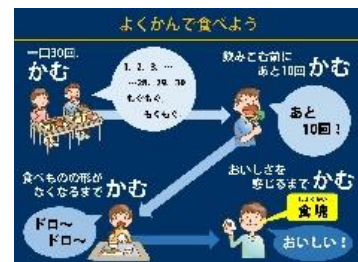 よくかんで食べよう
一口30回、
かむ
1、2、3、…
…28、29、30
もぐもぐ、
もぐもぐ、
飲みこむ前に
あと10回 かむ
あと
10回！
食べものの形が
なくなるまで かむ
ドロ〜
ドロ〜
おいしさを
感じるまで かむ
しょくかい
食塊
おいしい！